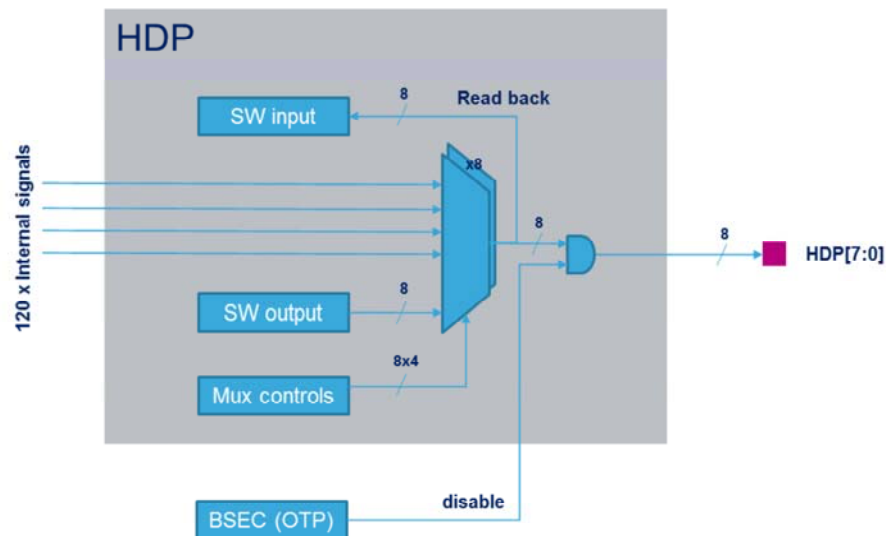 HDP
8
Read back
SW input
x8
120 x Internal signals
8
8
HDP[7:0]
8
SW output
8x4
Mux controls
disable
BSEC (OTP)